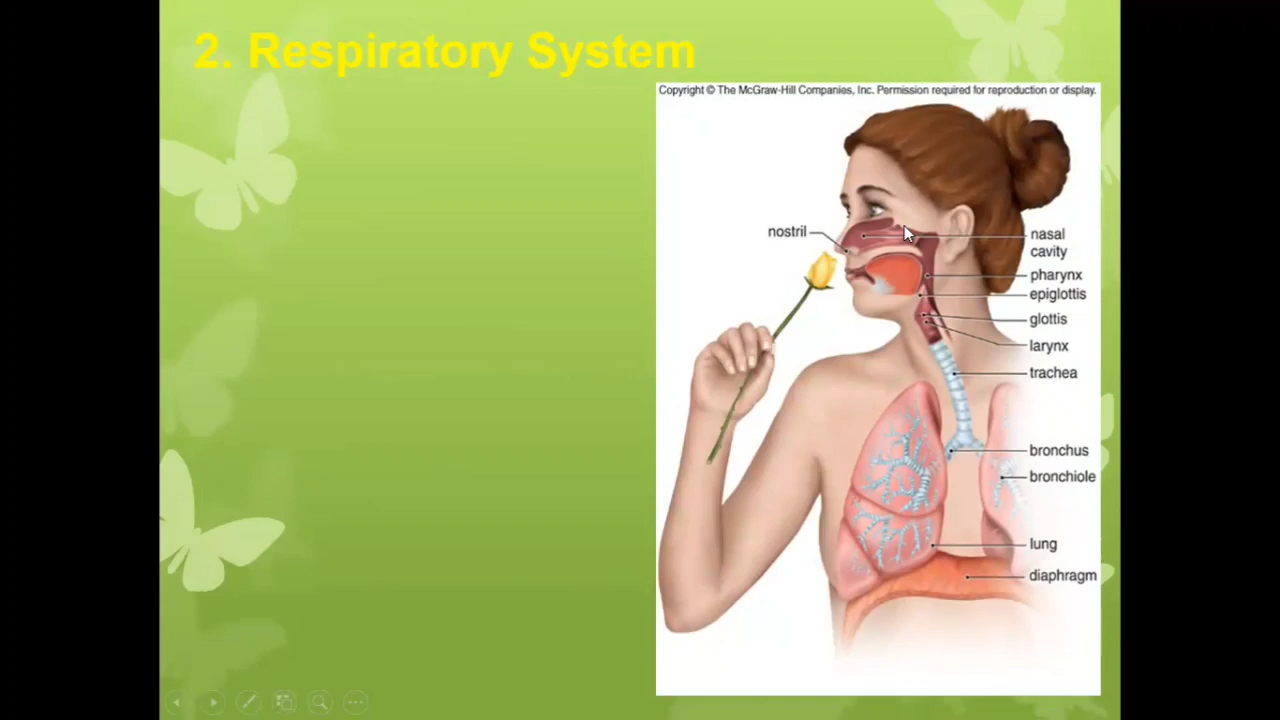 2. Respiratory System
Copyright © The McGraw-Hill Companies, Inc. Permission required for reproduction or display.
nostril
nasal
cavity
pharynx
epiglottis
glottis
larynx
trachea
bronchus
bronchiole
lung
diaphragm